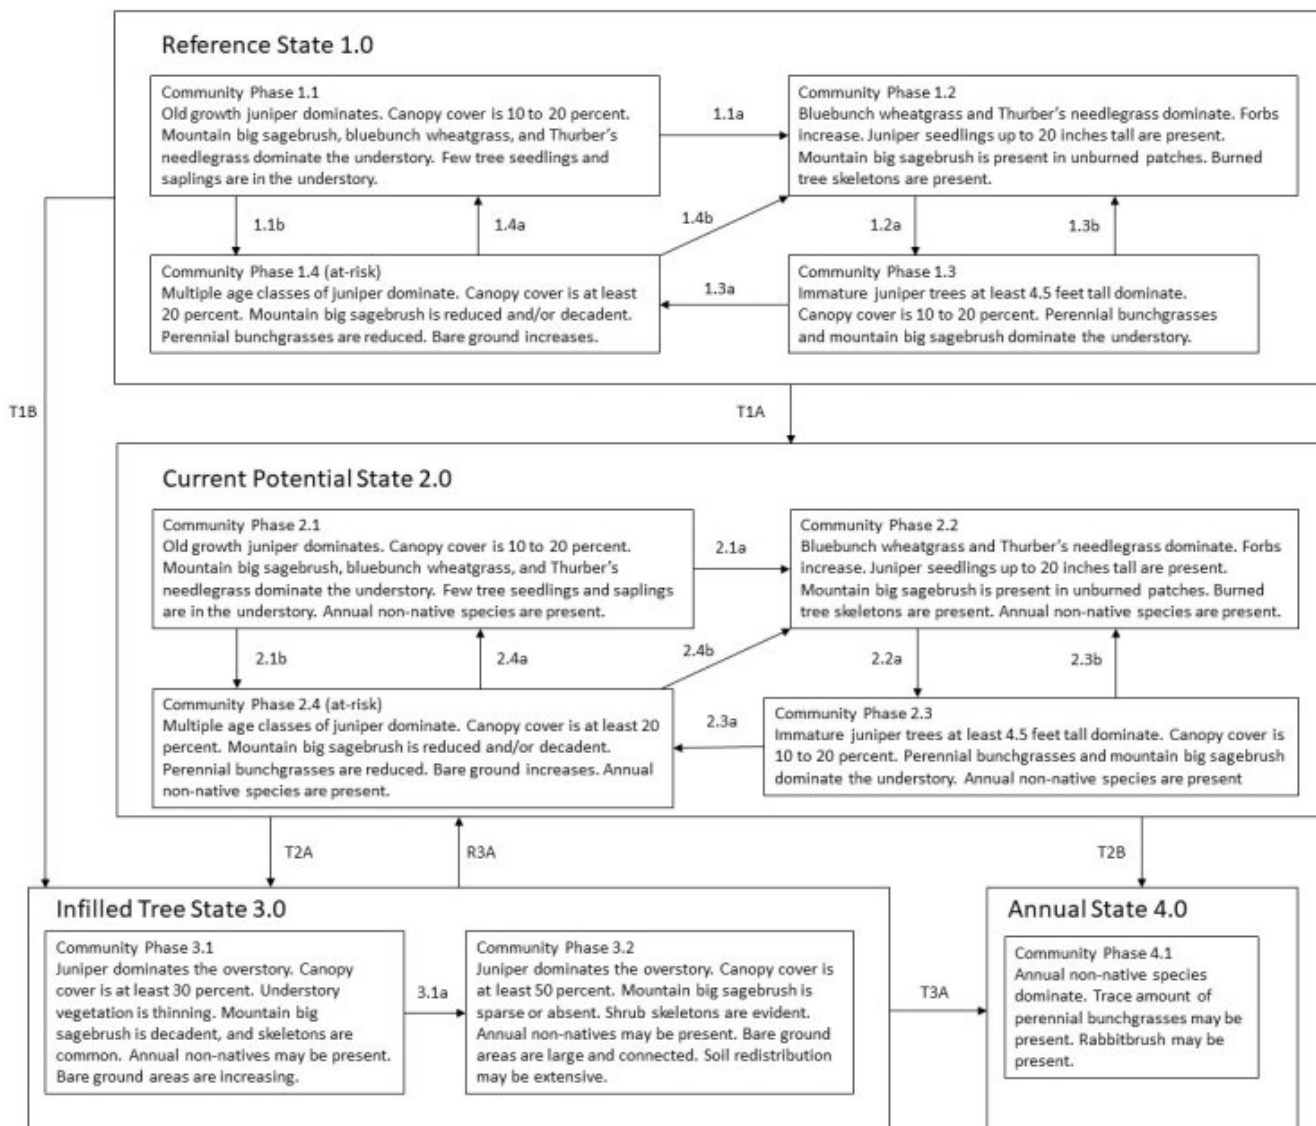 Reference State 1.0
Community Phase 1.1
Old growth juniper dominates. Canopy cover is 10 to 20 percent.
Mountain big sagebrush, bluebunch wheatgrass, and Thurber's
needlegrass dominate the understory. Few tree seedlings and
saplings are in the understory.
1.1a
Community Phase 1.2
Bluebunch wheatgrass and Thurber's needlegrass dominate. Forbs
increase. Juniper seedlings up to 20 inches tall are present.
Mountain big sagebrush is present in unburned patches. Burned
tree skeletons are present.
1.1b
1.4a
1.4b
1.2a
1.3b
Community Phase 1.4 (at-risk)
Multiple age classes of juniper dominate. Canopy cover is at least
20 percent. Mountain big sagebrush is reduced and/or decadent.
Perennial bunchgrasses are reduced. Bare ground increases.
1.3a
Community Phase 1.3
Immature juniper trees at least 4.5 feet tall dominate.
Canopy cover is 10 to 20 percent. Perennial bunchgrasses
and mountain big sagebrush dominate the understory.
T1B
T1A
Current Potential State 2.0
Community Phase 2.1
Old growth juniper dominates. Canopy cover is 10 to 20 percent.
Mountain big sagebrush, bluebunch wheatgrass, and Thurber's
needlegrass dominate the understory. Few tree seedlings and saplings
are in the understory. Annual non-native species are present.
2.1a
Community Phase 2.2
Bluebunch wheatgrass and Thurber's needlegrass dominate. Forbs
increase. Juniper seedlings up to 20 inches tall are present.
Mountain big sagebrush is present in unburned patches. Burned
tree skeletons are present. Annual non-native species are present.
2.1b
2.4a
2.4b
2.2a
2.3b
Community Phase 2.4 (at-risk)
Multiple age classes of juniper dominate. Canopy cover is at least 20
percent. Mountain big sagebrush is reduced and/or decadent.
Perennial bunchgrasses are reduced. Bare ground increases. Annual
non-native species are present.
2.3a
Community Phase 2.3
Immature juniper trees at least 4.5 feet tall dominate. Canopy cover is
10 to 20 percent. Perennial bunchgrasses and mountain big sagebrush
dominate the understory. Annual non-native species are present
T2A
R3A
T2B
Infilled Tree State 3.0
Community Phase 3.1
Juniper dominates the overstory. Canopy
cover is at least 30 percent. Understory
vegetation is thinning. Mountain big
sagebrush is decadent, and skeletons are
common. Annual non-natives may be present.
Bare ground areas are increasing.
3.1a
Community Phase 3.2
Juniper dominates the overstory. Canopy cover is
at least 50 percent. Mountain big sagebrush is
sparse or absent. Shrub skeletons are evident.
Annual non-natives may be present. Bare ground
areas are large and connected. Soil redistribution
may be extensive.
T3A
Annual State 4.0
Community Phase 4.1
Annual non-native species
dominate. Trace amount of
perennial bunchgrasses may be
present. Rabbitbrush may be
present.